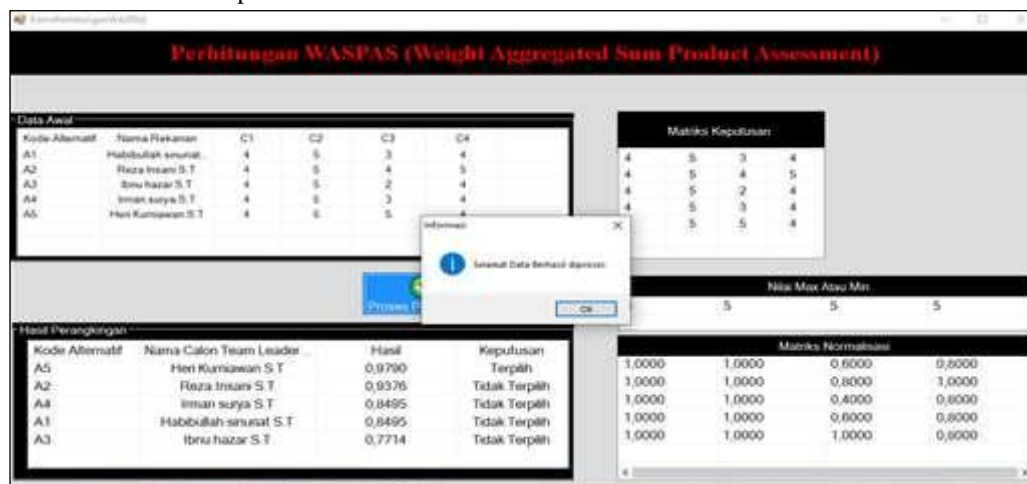 Perhitungan WASPAS (Weight Aggregated Sum Product Assessment)
Data Awal
Kode Alternatif Nama Rekanan C1 C2 C3 C4
A1 Habibullah sinunat.. 4 5 3 4
A2 Reza Insani S.T 4 5 4 5
A3 Ibnu hazar S.T 4 5 2 4
A4 Irman surya S.T 4 5 3 4
A5 Heri Kurniawan S.T 4 5 5 4
Matriks Keputusan
4 5 3 4
4 5 4 5
4 5 2 4
4 5 3 4
5 5 4
Informasi
Selamat Data Berhasil diproses
OK
Proses
Nilai Max Atau Min
5 5 5
Hasil Perangkingan
Kode Alternatif Nama Calon Team Leader... Hasil Keputusan
A5 Heri Kurniawan S.T 0,9790 Terpilih
A2 Reza Insani S.T 0,9376 Tidak Terpilih
A4 Irman surya S.T 0,8495 Tidak Terpilih
A1 Habibullah sinunat S.T 0,8495 Tidak Terpilih
A3 Ibnu hazar S.T 0,7714 Tidak Terpilih
Matriks Normalisasi
1,0000 1,0000 0,6000 0,8000
1,0000 1,0000 0,8000 1,0000
1,0000 1,0000 0,4000 0,8000
1,0000 1,0000 0,6000 0,8000
1,0000 1,0000 1,0000 0,8000